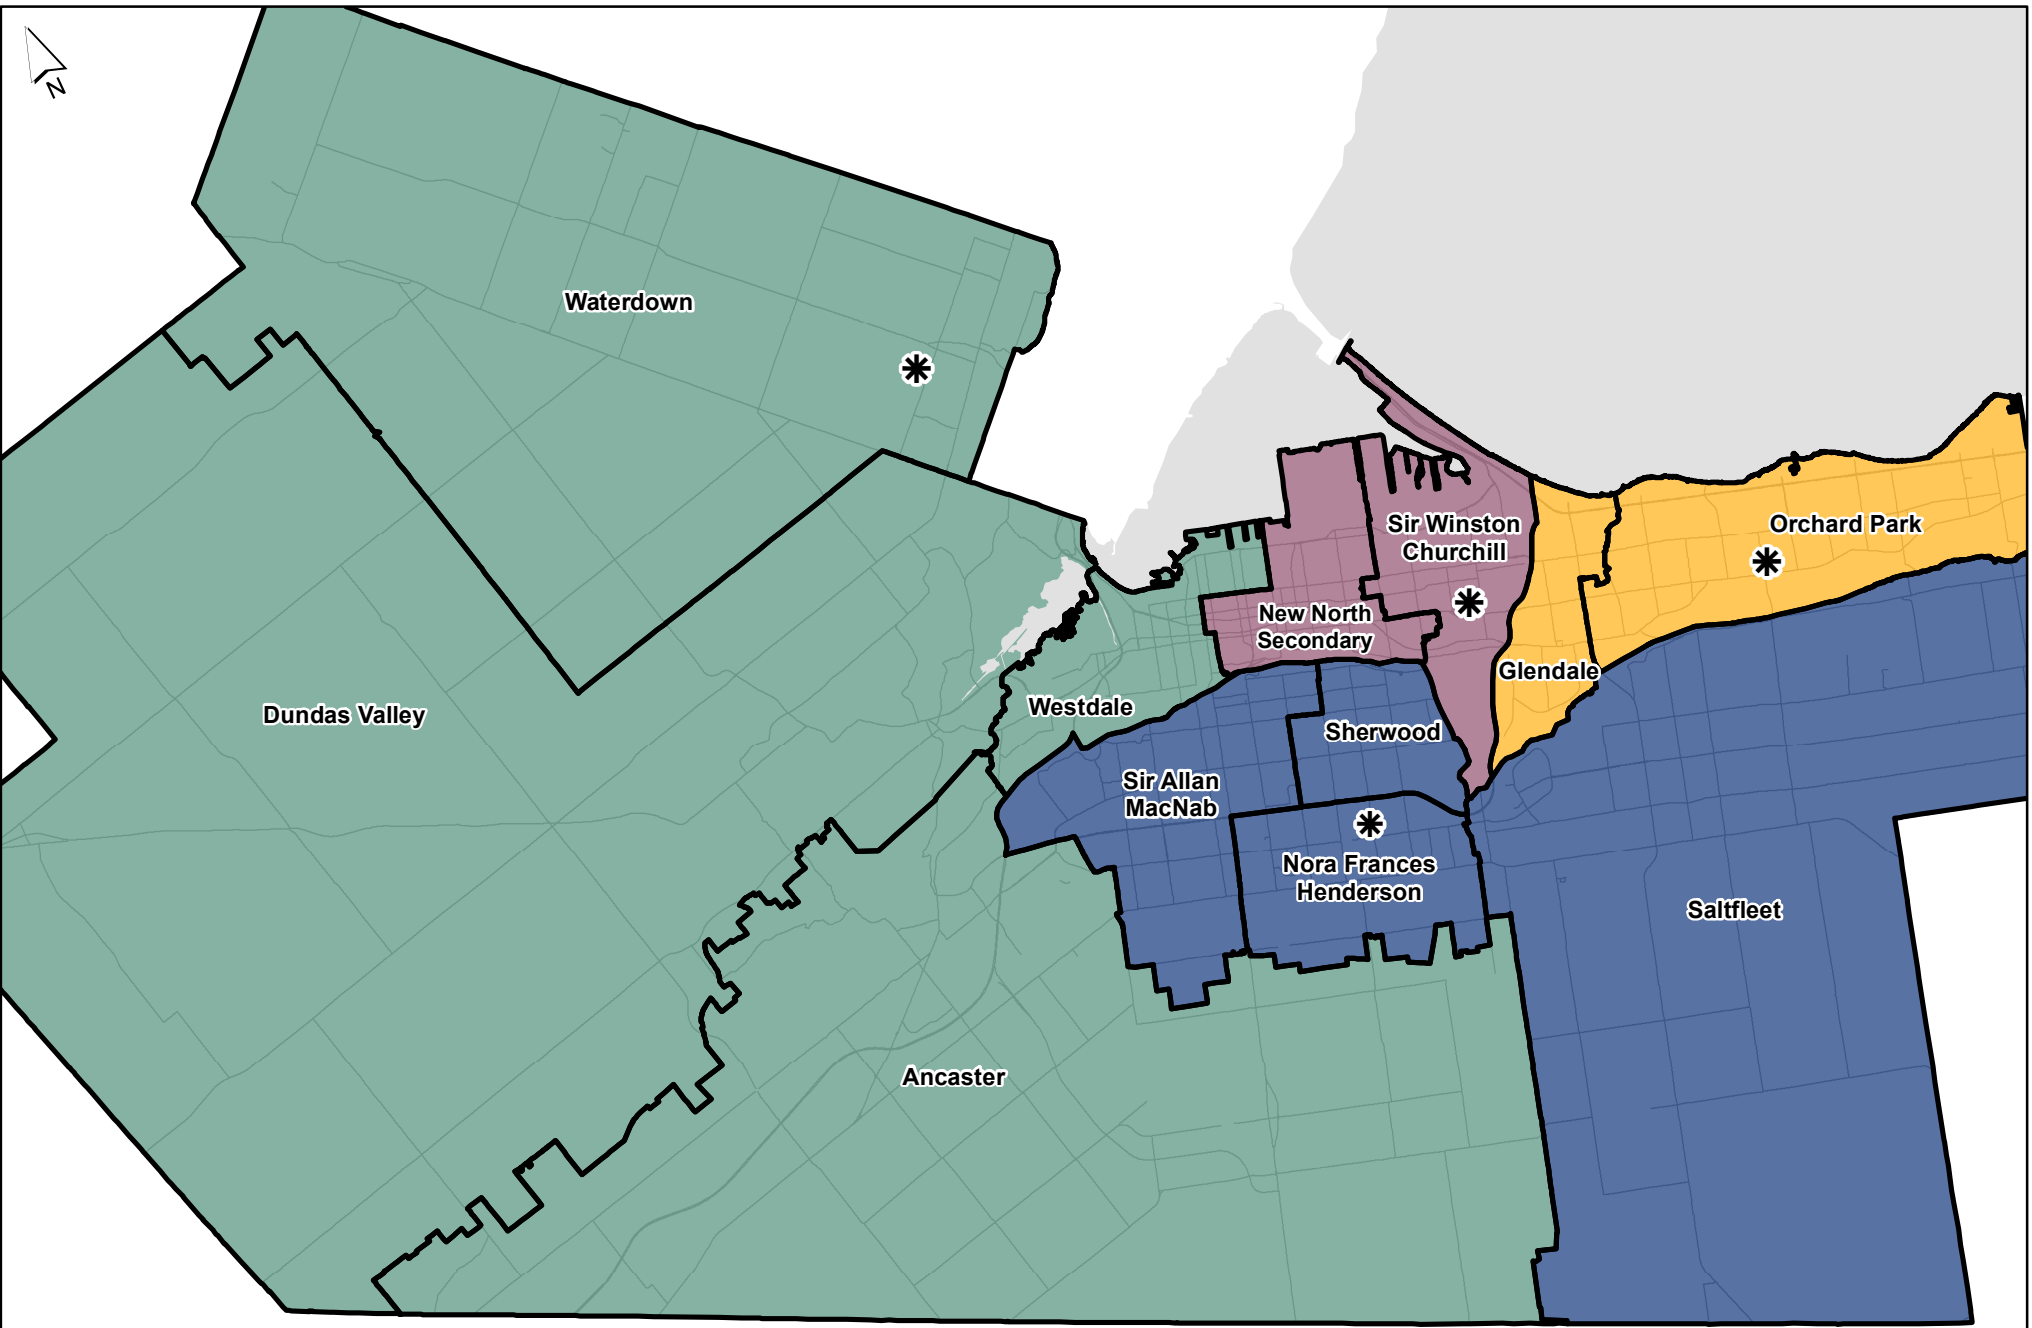 N
Waterdown
Sir Winston
Churchill
Orchard Park
New North
Secondary
Glendale
Westdale
Dundas Valley
Sherwood
Sir Allan
MacNab
Nora Frances
Henderson
Saltfleet
Ancaster